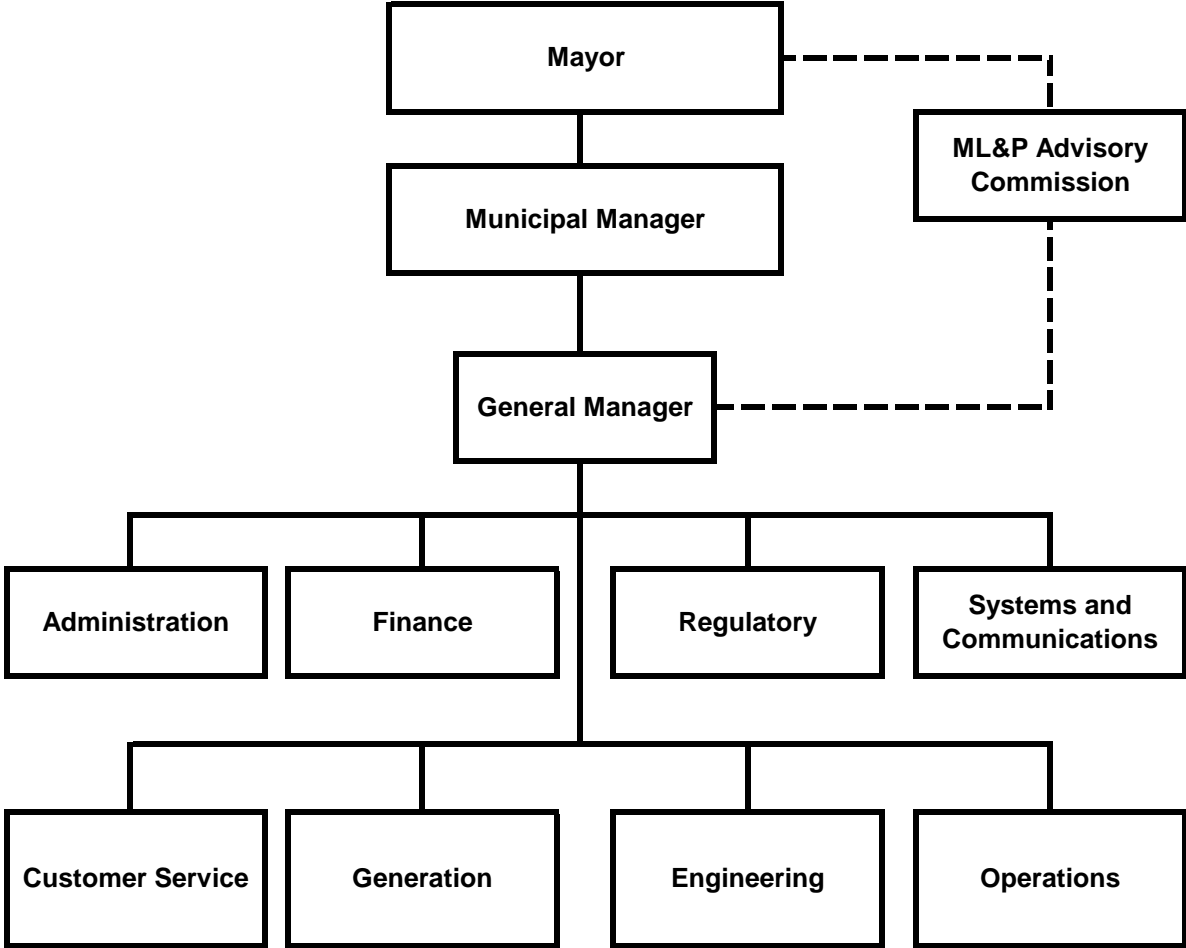 Mayor
ML&P Advisory
Commission
Municipal Manager
General Manager
Administration
Finance
Regulatory
Systems and
Communications
Customer Service
Generation
Engineering
Operations